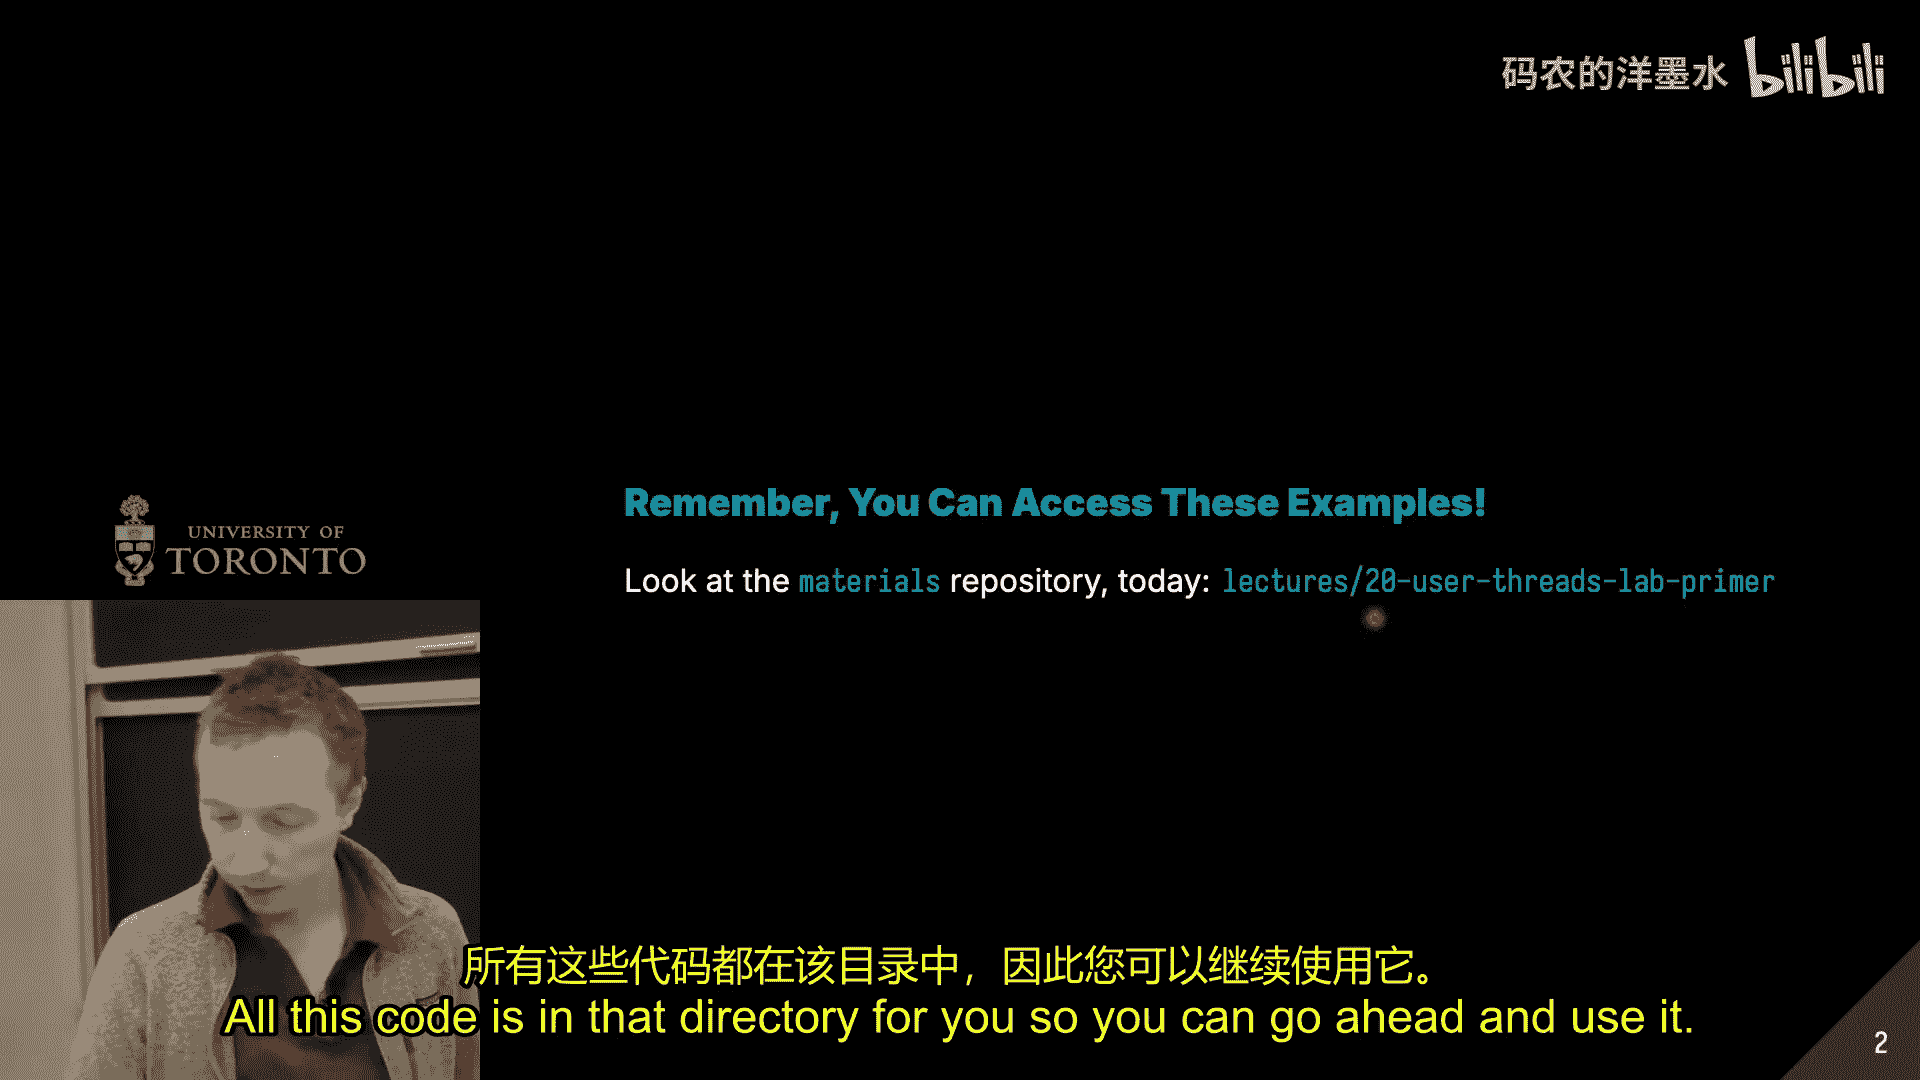 码农的洋墨水 bilibili
UNIVERSITY OF
TORONTO
Remember, You Can Access These Examples!
Look at the materials repository, today: lectures/20-user-threads-lab-primer
所有这些代码都在该目录中，因此您可以继续使用它。
All this code is in that directory for you so you can go ahead and use it.
2